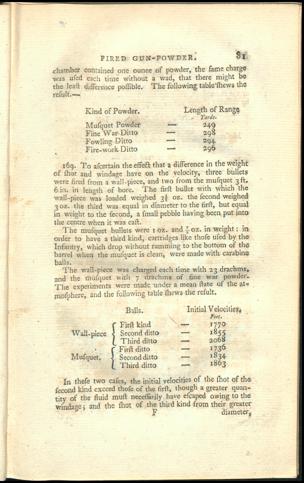 FIRED GUN-POWDER. 81
chamber contained one ounce of powder, the same charge
was used each time without a wad, that there might be
the least difference possible. The following table shews the
result.—
Kind of Powder. Length of Range
Yards.
Musquet Powder — 249
Fine War Ditto — 298
Fowling Ditto — 294
Fire-work Ditto — 296
169. To ascertain the effect that a difference in the weight
of shot and windage have on the velocity, three bullets
were fired from a wall-piece, and two from the musquet 3 ft.
6 in. in length of bore. The first bullet with which the
wall-piece was loaded weighed oz. the second weighed
3 oz. the third was equal in diameter to the first, but equal
in weight to the second, a small pebble having been put into
the centre when it was cast.
The musquet bullets were 1 oz. and oz. in weight: in
order to have a third kind, cartridges like those used by the
Infantry, which drop without ramming to the bottom of the
barrel when the musquet is clean, were made with carabine
balls.
The wall-piece was charged each time with 23 drachms,
and the musquet with 7 drachms of fine war powder.
The experiments were made under a mean state of the at-
mosphere, and the following table shews the result.
Balls. Initial Velocities,
Feet.
Wall-piece { First kind — 1770
Second ditto — 1855
Third ditto — 2068
Musquet. { First ditto — 1736
Second ditto — 1834
Third ditto — 1863
In these two cases, the initial velocities of the shot of the
second kind exceed those of the first, though a greater quan-
tity of the fluid must necessarily have escaped owing to the
windage; and the shot of the third kind from their greater
F diameter,